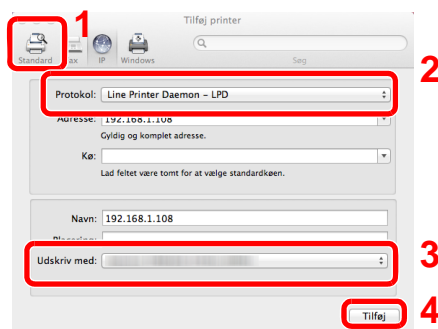 1
Tilføj printer
Standard ax IP Windows Søg
2
Protokol: Line Printer Daemon – LPD
Adresse: 192.168.1.108
Gyldig og komplet adresse.
Kø:
Lad feltet være tomt for at vælge standardkøen.
Navn: 192.168.1.108
3
Udskriv med:
4
Tilføj